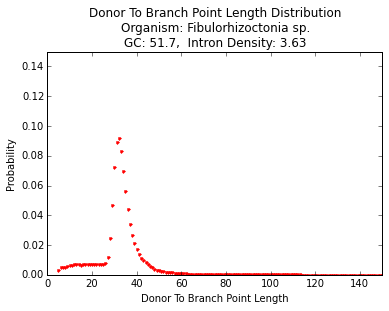 Donor To Branch Point Length Distribution
Organism: Fibulorhizoctonia sp.
GC: 51.7,  Intron Density: 3.63
0.14
0.12
0.10
0.08
0.06
0.04
0.02
0.00
Probability
0 20 40 60 80 100 120 140
Donor To Branch Point Length